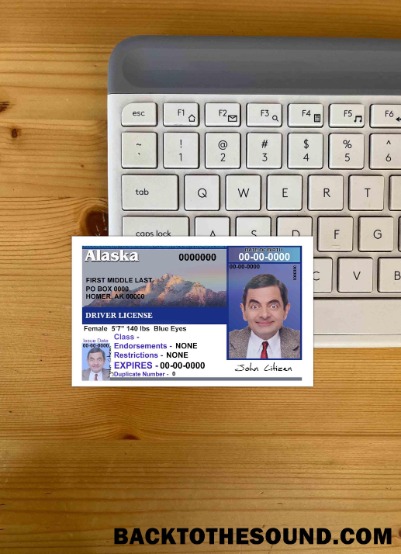 esc F1 F2 F3 F4 F5 F6
~ ! @ # $ % ^
` 1 2 3 4 5 6
tab Q W E R T
caps lock A S D F G
C V B
Alaska 0000000
00-00-0000
00-00-0000
FIRST MIDDLE LAST
PO BOX 0000
HOMER, AK 00000
DRIVER LICENSE
Female 5'7" 140 lbs Blue Eyes
Class -
Issue Date
00-00-0000
Endorsements - NONE
Restrictions - NONE
EXPIRES - 00-00-0000
Duplicate Number - 0
John Citizen
BACKTOTHESOUND.COM